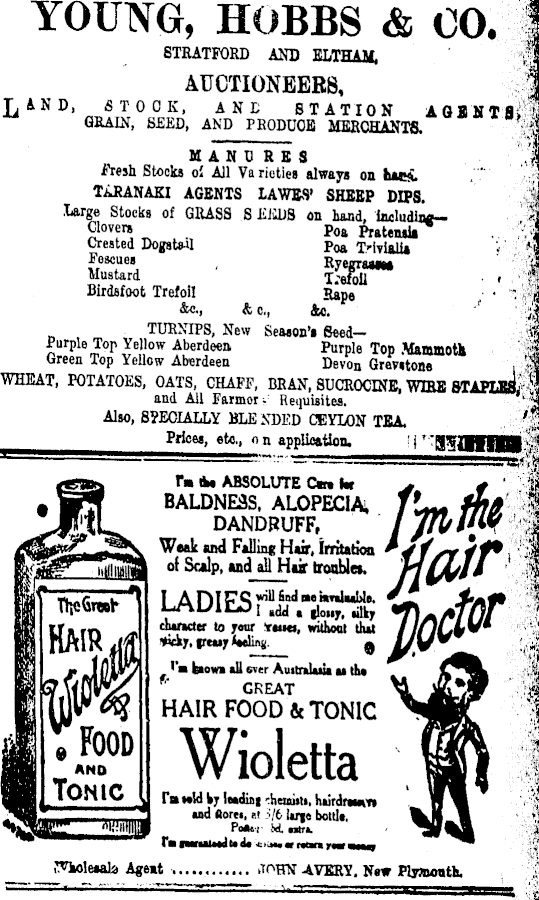 YOUNG, HOBBS & CO.
STRATFORD AND ELTHAM,
AUCTIONEERS,
LAND, STOCK, AND STATION AGENTS,
GRAIN, SEED, AND PRODUCE MERCHANTS.
MANURES
Fresh Stocks of All Varieties always on hand.
TARANAKI AGENTS LAWES' SHEEP DIPS.
Large Stocks of GRASS SEEDS on hand, including—
Clovers
Crested Dogstail
Fescues
Mustard
Birdsfoot Trefoil
Poa Pratensis
Poa Trivialis
Ryegrasses
Trefoil
Rape
&c., &c., &c.
TURNIPS, New Season's Seed—
Purple Top Yellow Aberdeen
Green Top Yellow Aberdeen
Purple Top Mammoth
Devon Greystone
WHEAT, POTATOES, OATS, CHAFF, BRAN, SUCROCINE, WIRE STAPLES,
and All Farmers Requisites.
Also, SPECIALLY BLENDED CEYLON TEA.
Prices, etc., on application.
The Great
HAIR
Wioletta
FOOD
AND
TONIC
I'm the ABSOLUTE Cure for
BALDNESS, ALOPECIA,
DANDRUFF,
Weak and Falling Hair, Irritation
of Scalp, and all Hair troubles.
LADIES will find me invaluable.
I add a glossy, silky
character to your tresses, without that
sticky, greasy feeling.
I'm known all over Australasia as the
GREAT
HAIR FOOD & TONIC
Wioletta
I'm sold by leading chemists, hairdressers
and stores, at 3/6 large bottle.
extra.
I'm guaranteed to do or return your money
I'm the
Hair
Doctor
Wholesale Agent ............ JOHN AVERY, New Plymouth.